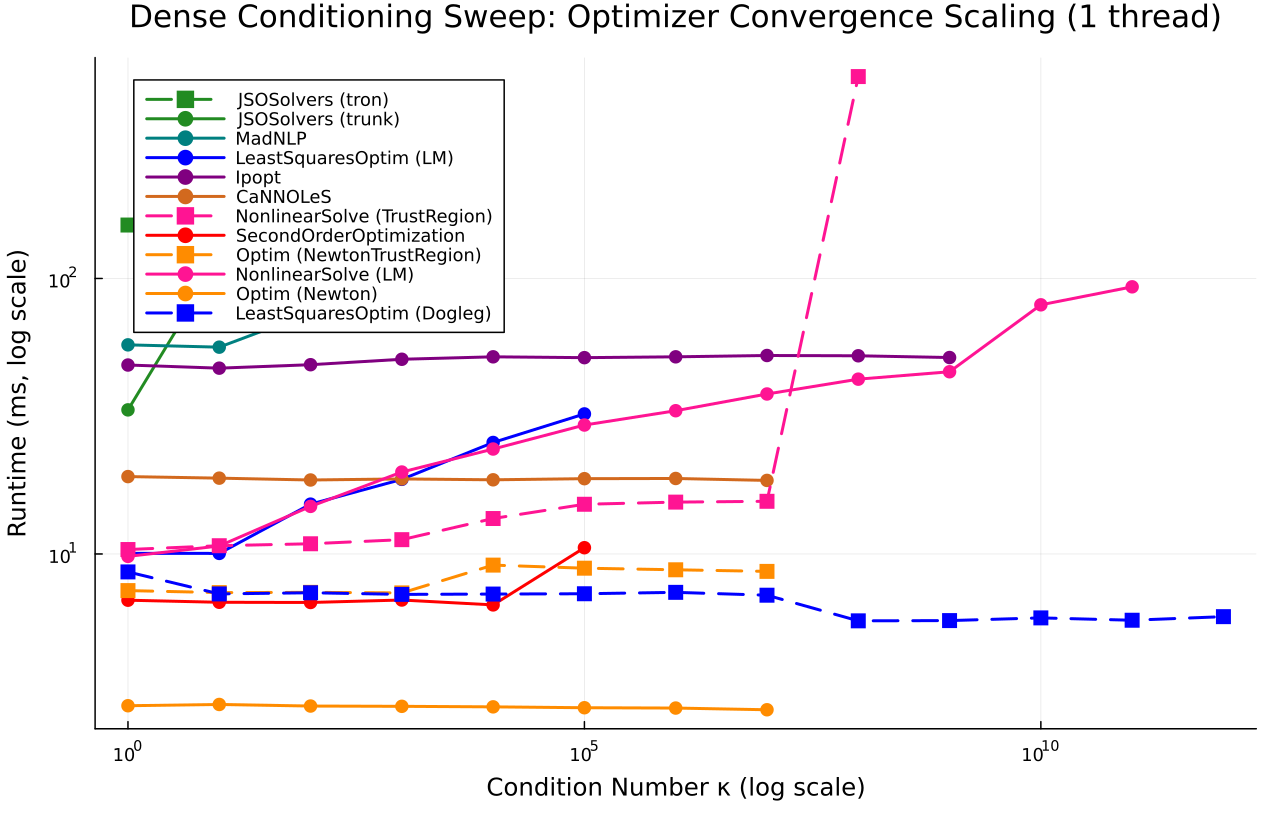 Dense Conditioning Sweep: Optimizer Convergence Scaling (1 thread)
JSOSolvers (tron)
JSOSolvers (trunk)
MadNLP
LeastSquaresOptim (LM)
Ipopt
CaNNOLeS
NonlinearSolve (TrustRegion)
SecondOrderOptimization
Optim (NewtonTrustRegion)
NonlinearSolve (LM)
Optim (Newton)
LeastSquaresOptim (Dogleg)
Runtime (ms, log scale)
10²
10¹
10⁰ 10⁵ 10¹⁰
Condition Number κ (log scale)